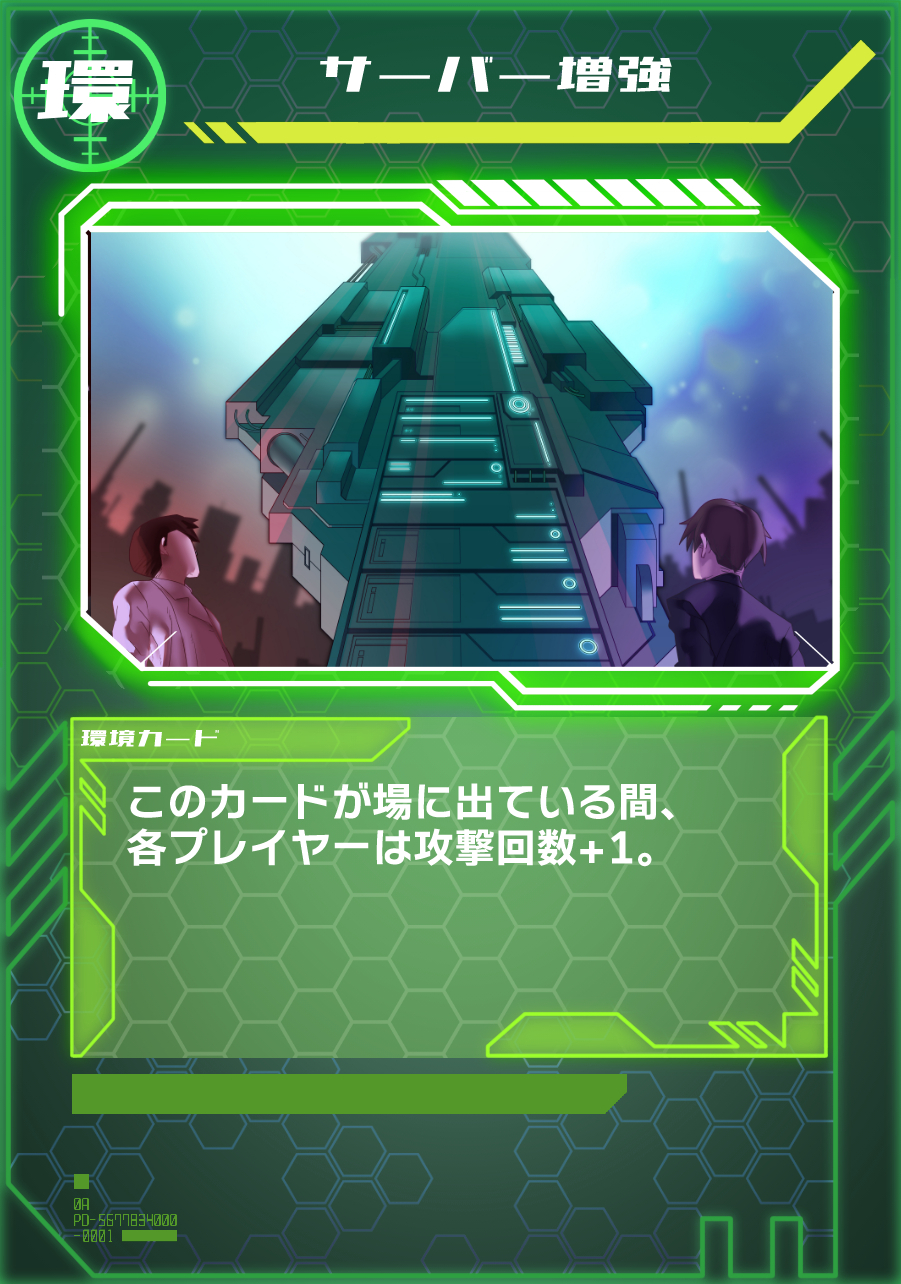 環
サーバー増強
環境カード
このカードが場に出ている間、
各プレイヤーは攻撃回数+1。
0A
PD-5677834000
-0001